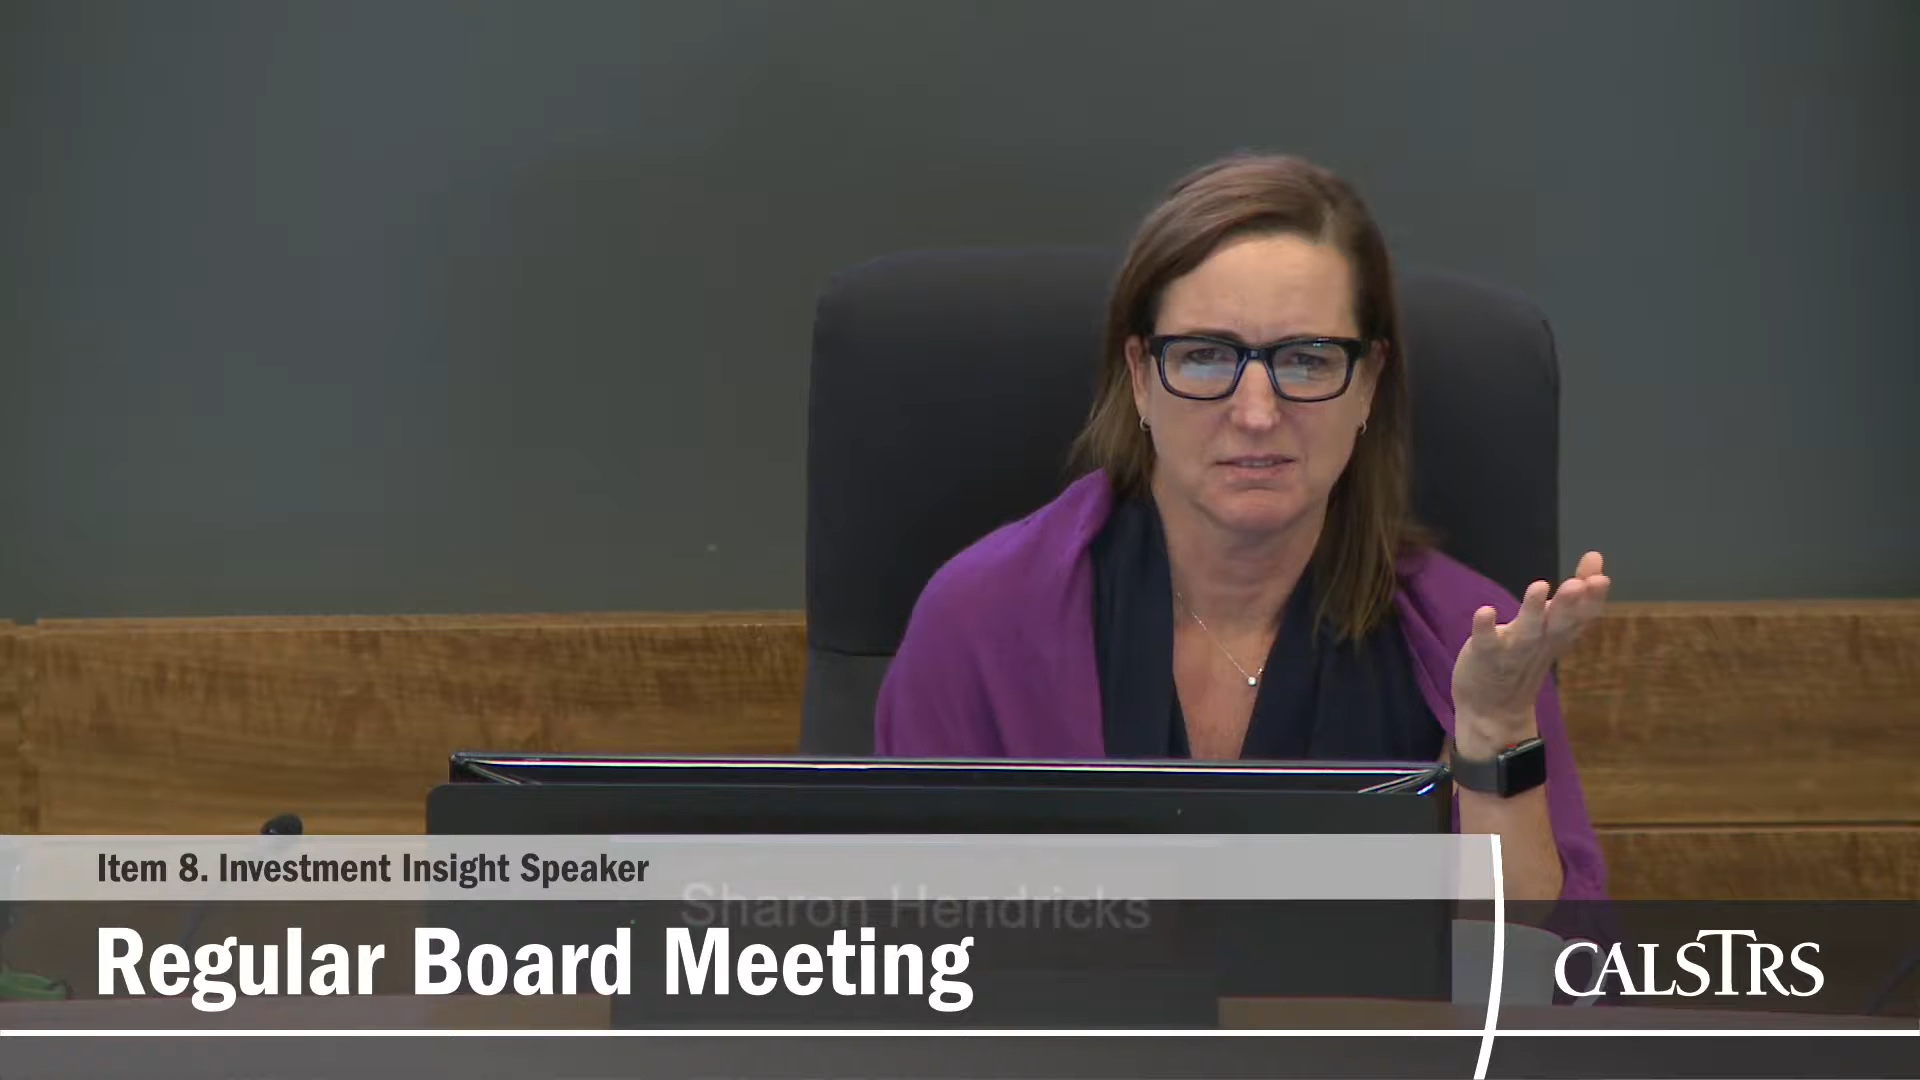 Item 8. Investment Insight Speaker
Sharon Hendricks
Regular Board Meeting
CALSTRS